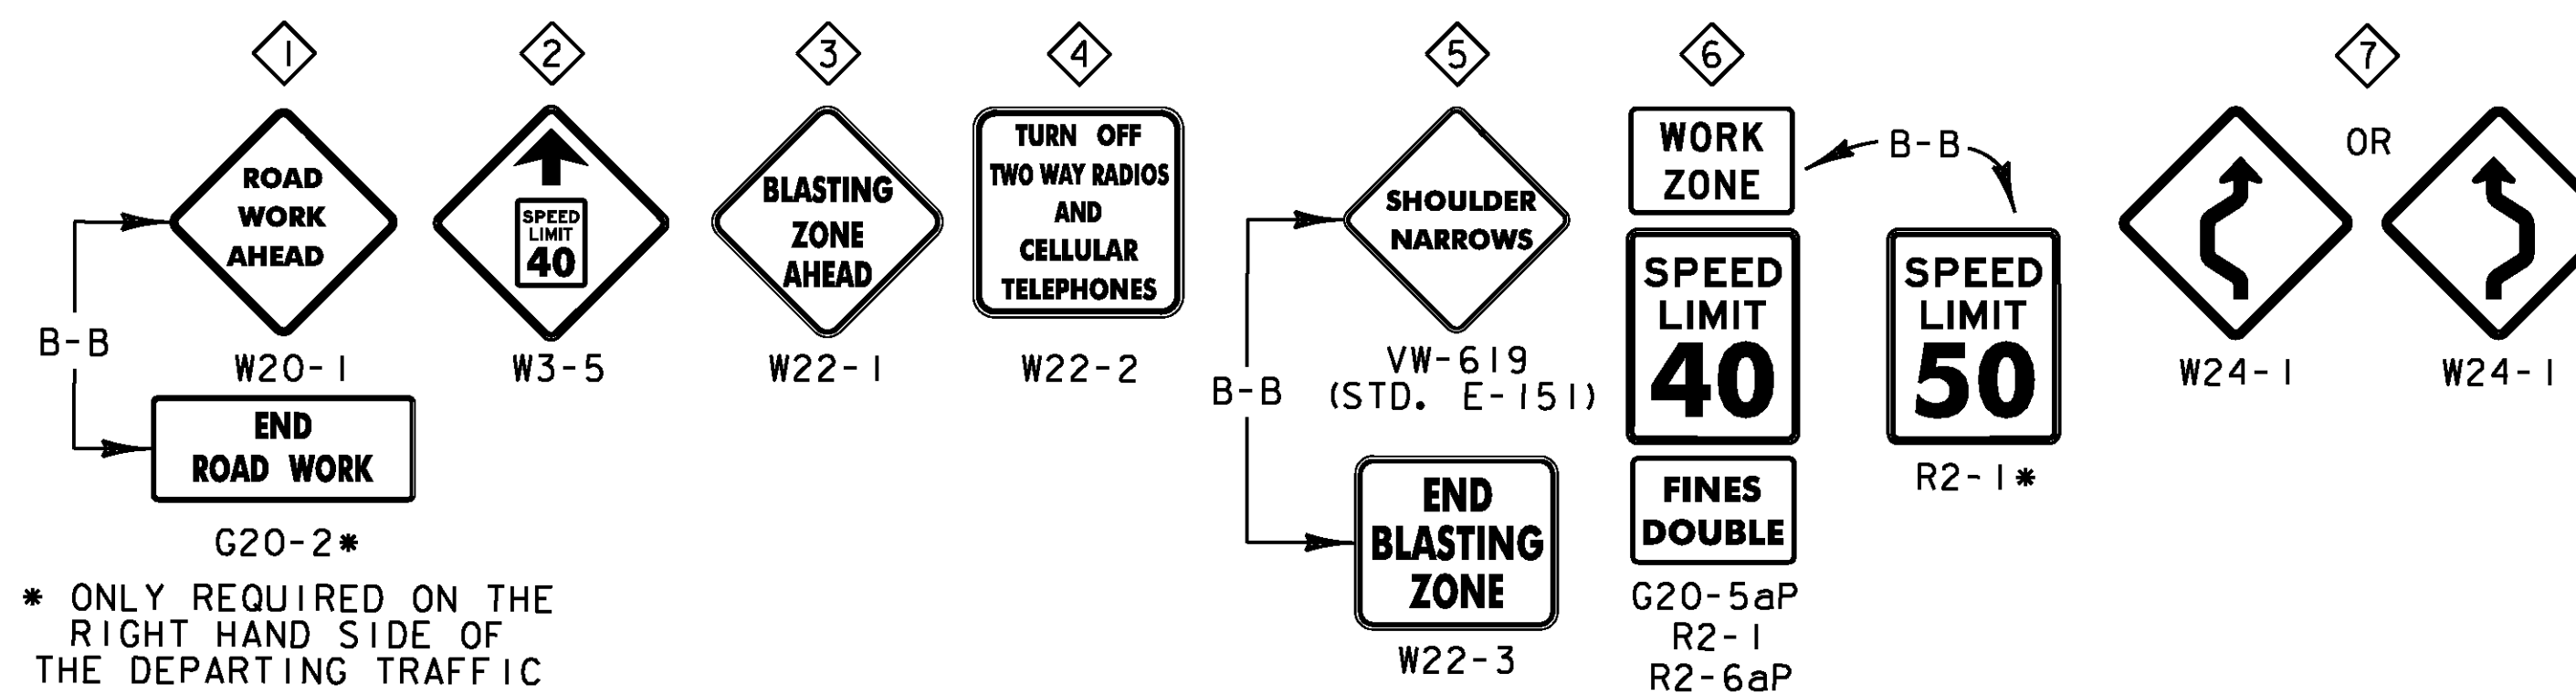 1
ROAD
WORK
AHEAD
W20-1
B-B
END
ROAD WORK
G20-2*
* ONLY REQUIRED ON THE
RIGHT HAND SIDE OF
THE DEPARTING TRAFFIC
2
SPEED
LIMIT
40
W3-5
3
BLASTING
ZONE
AHEAD
W22-1
4
TURN OFF
TWO WAY RADIOS
AND
CELLULAR
TELEPHONES
W22-2
5
SHOULDER
NARROWS
VW-619
(STD. E-151)
B-B
END
BLASTING
ZONE
W22-3
6
WORK
ZONE
B-B
SPEED
LIMIT
40
FINES
DOUBLE
G20-5aP
R2-1
R2-6aP
SPEED
LIMIT
50
R2-1*
7
OR
W24-1
W24-1